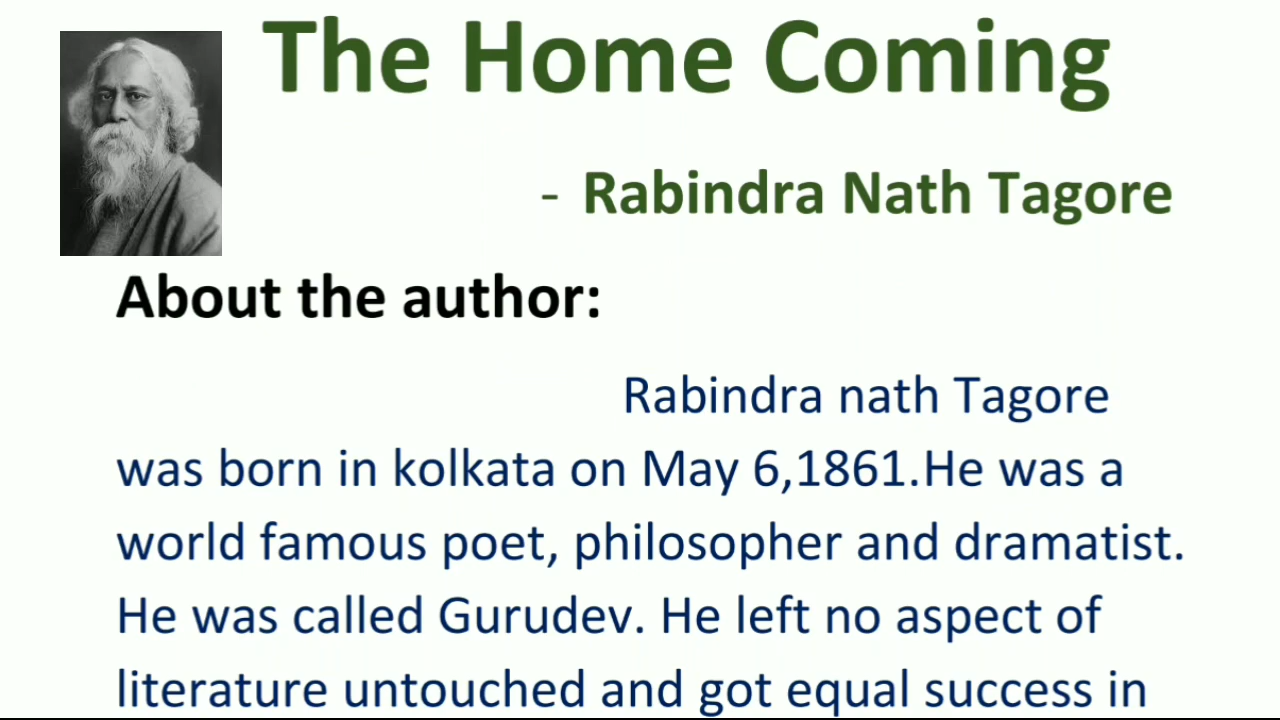 The Home Coming
- Rabindra Nath Tagore
About the author:
Rabindra nath Tagore
was born in kolkata on May 6,1861.He was a
world famous poet, philosopher and dramatist.
He was called Gurudev. He left no aspect of
literature untouched and got equal success in